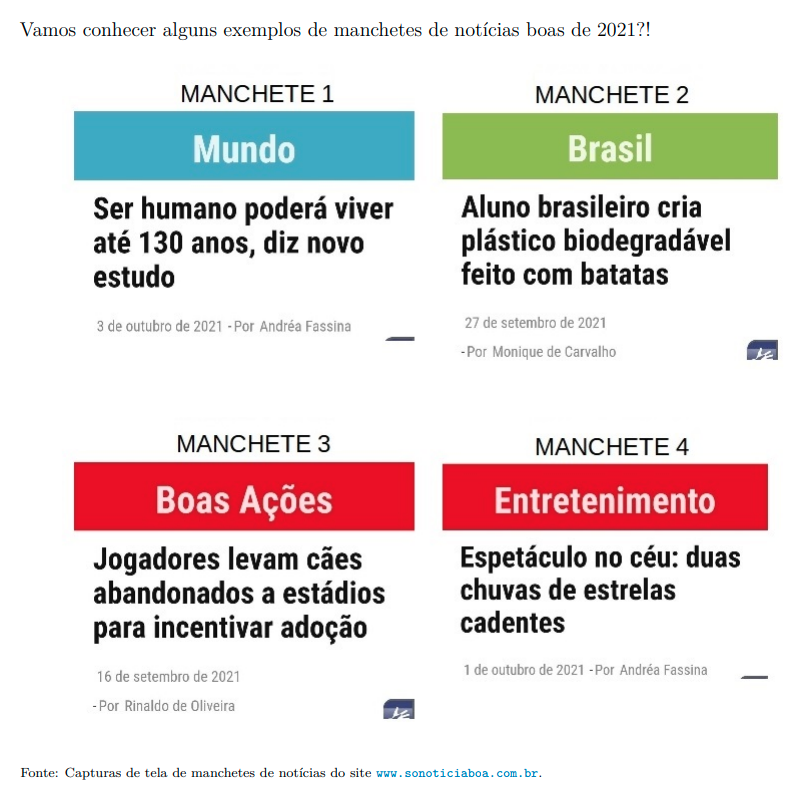 Vamos conhecer alguns exemplos de manchetes de notícias boas de 2021?!
MANCHETE 1
Mundo
Ser humano poderá viver
até 130 anos, diz novo
estudo
3 de outubro de 2021 - Por Andréa Fassina
MANCHETE 2
Brasil
Aluno brasileiro cria
plástico biodegradável
feito com batatas
27 de setembro de 2021
- Por Monique de Carvalho
MANCHETE 3
Boas Ações
Jogadores levam cães
abandonados a estádios
para incentivar adoção
16 de setembro de 2021
- Por Rinaldo de Oliveira
MANCHETE 4
Entretenimento
Espetáculo no céu: duas
chuvas de estrelas
cadentes
1 de outubro de 2021 - Por Andréa Fassina
Fonte: Capturas de tela de manchetes de notícias do site www.sonoticiaboa.com.br.